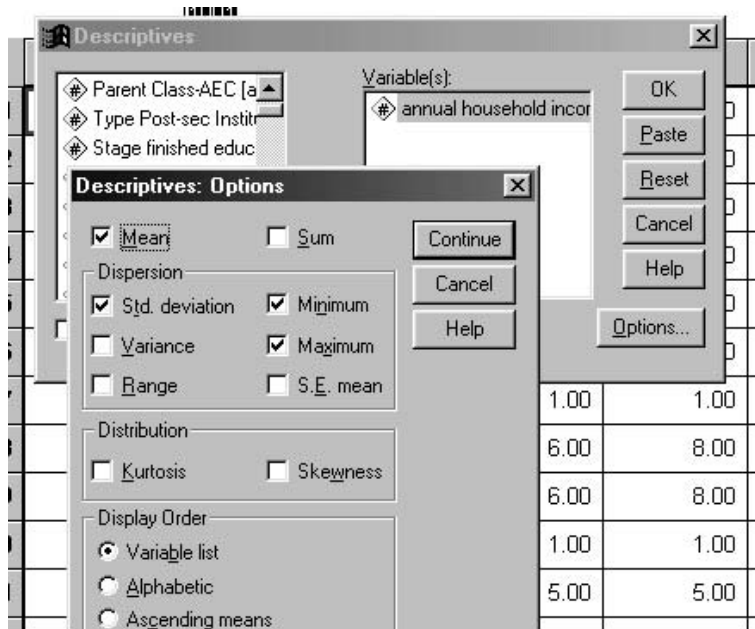 Descriptives
Parent Class-AEC [a
Type Post-sec Institu
Stage finished educ
Variable(s):
annual household incor
OK
Paste
Reset
Cancel
Help
Options...
Descriptives: Options
Mean
Sum
Continue
Cancel
Help
Dispersion
Std. deviation
Minimum
Variance
Maximum
Range
S.E. mean
Distribution
Kurtosis
Skewness
Display Order
Variable list
Alphabetic
Ascending means
1.00 1.00
6.00 8.00
6.00 8.00
1.00 1.00
5.00 5.00